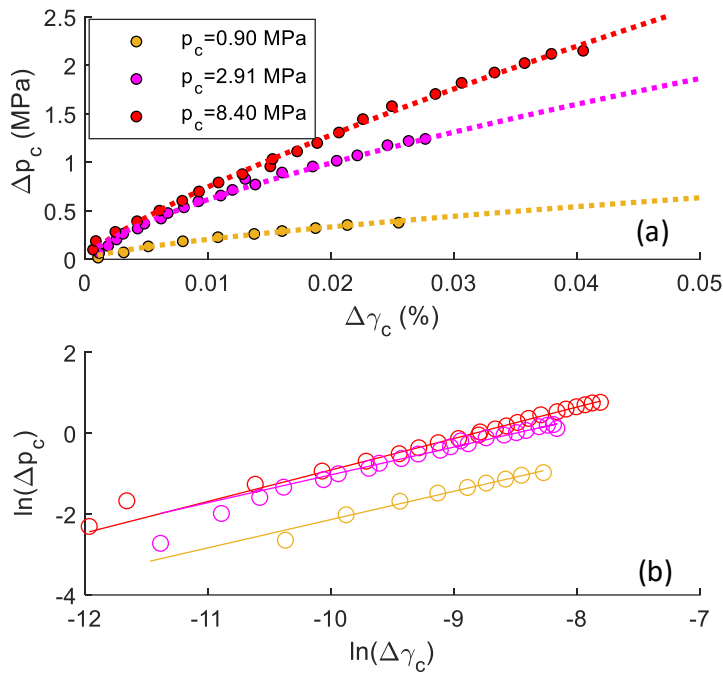 2.5
2
1.5
1
0.5
0
Δp_c (MPa)
p_c=0.90 MPa
p_c=2.91 MPa
p_c=8.40 MPa
(a)
0 0.01 0.02 0.03 0.04 0.05
Δγ_c (%)
2
0
-2
-4
ln(Δp_c)
(b)
-12 -11 -10 -9 -8 -7
ln(Δγ_c)